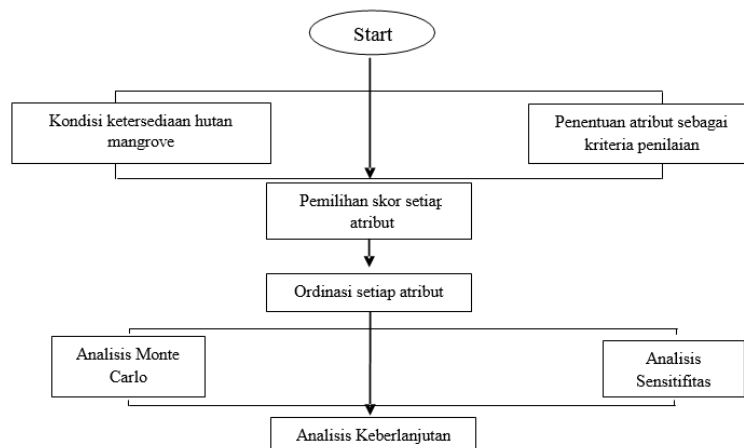 Start
Kondisi ketersediaan hutan
mangrove
Penentuan atribut sebagai
kriteria penilaian
Pemilihan skor setiap
atribut
Ordinasi setiap atribut
Analisis Monte
Carlo
Analisis
Sensitifitas
Analisis Keberlanjutan